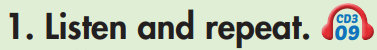 1. Listen and repeat. CD3
09